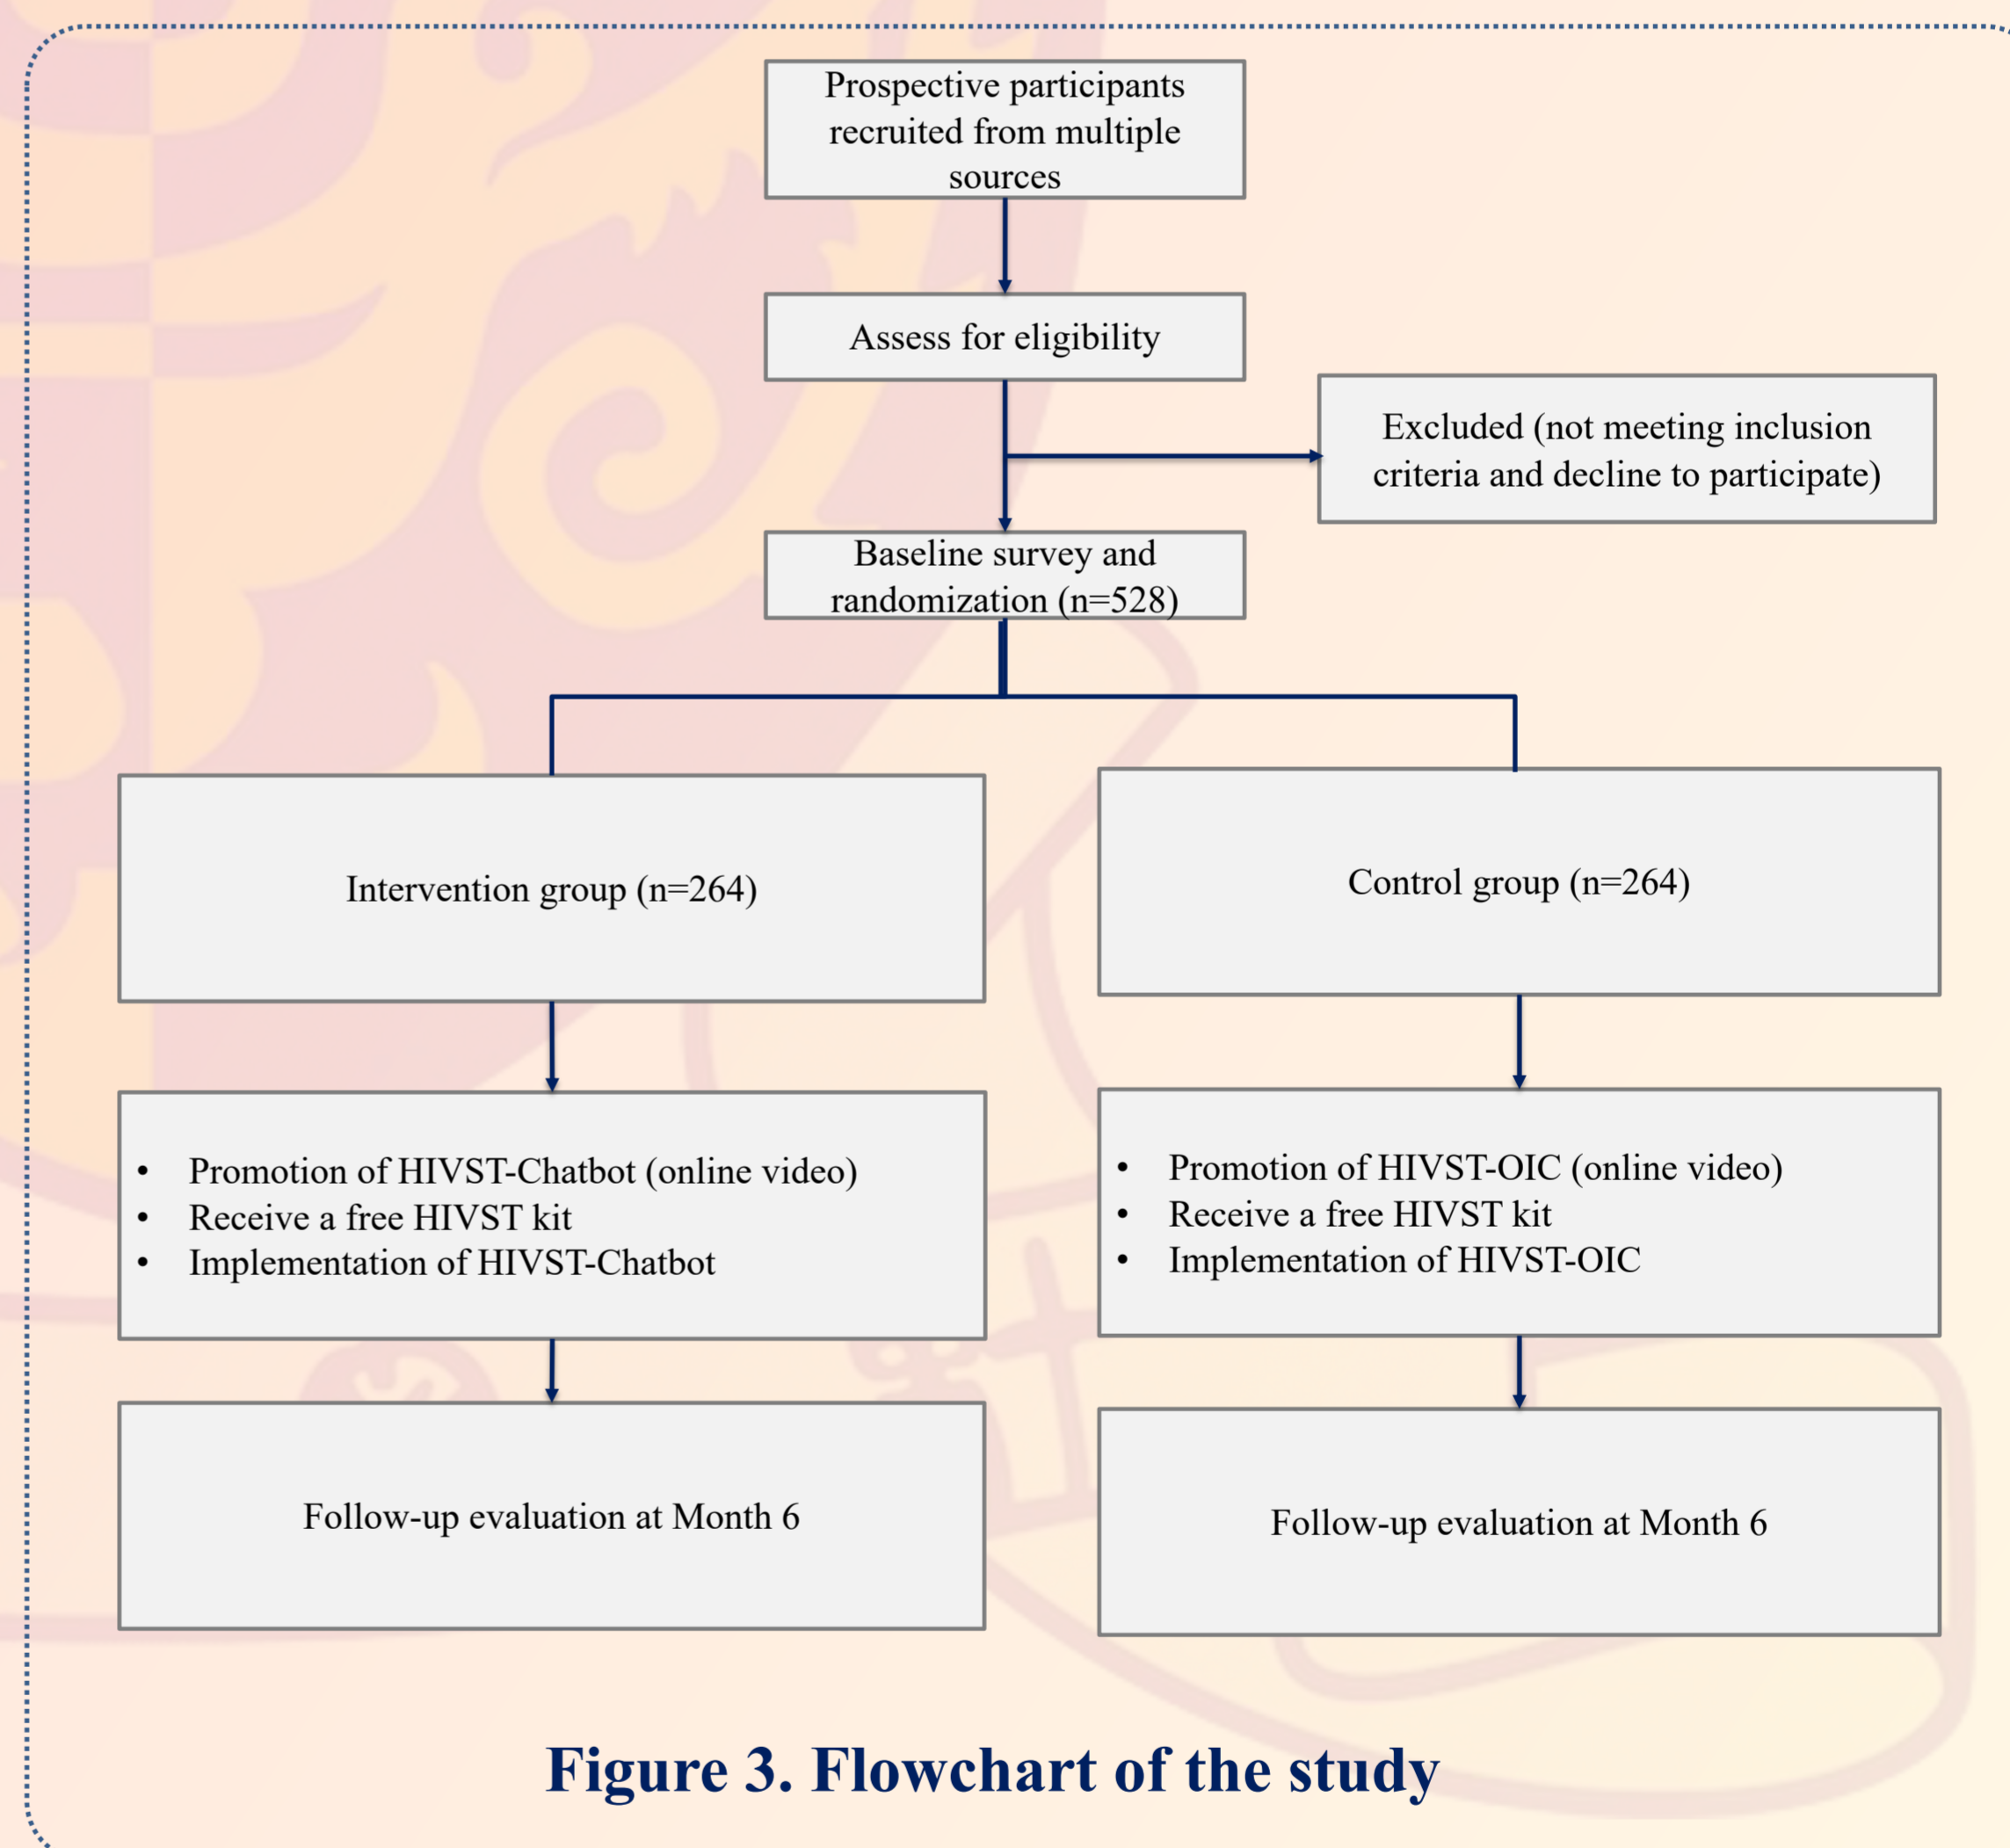 Prospective participants
recruited from multiple
sources
Assess for eligibility
Excluded (not meeting inclusion
criteria and decline to participate)
Baseline survey and
randomization (n=528)
Intervention group (n=264)
Control group (n=264)
• Promotion of HIVST-Chatbot (online video)
• Receive a free HIVST kit
• Implementation of HIVST-Chatbot
• Promotion of HIVST-OIC (online video)
• Receive a free HIVST kit
• Implementation of HIVST-OIC
Follow-up evaluation at Month 6
Follow-up evaluation at Month 6
Figure 3. Flowchart of the study